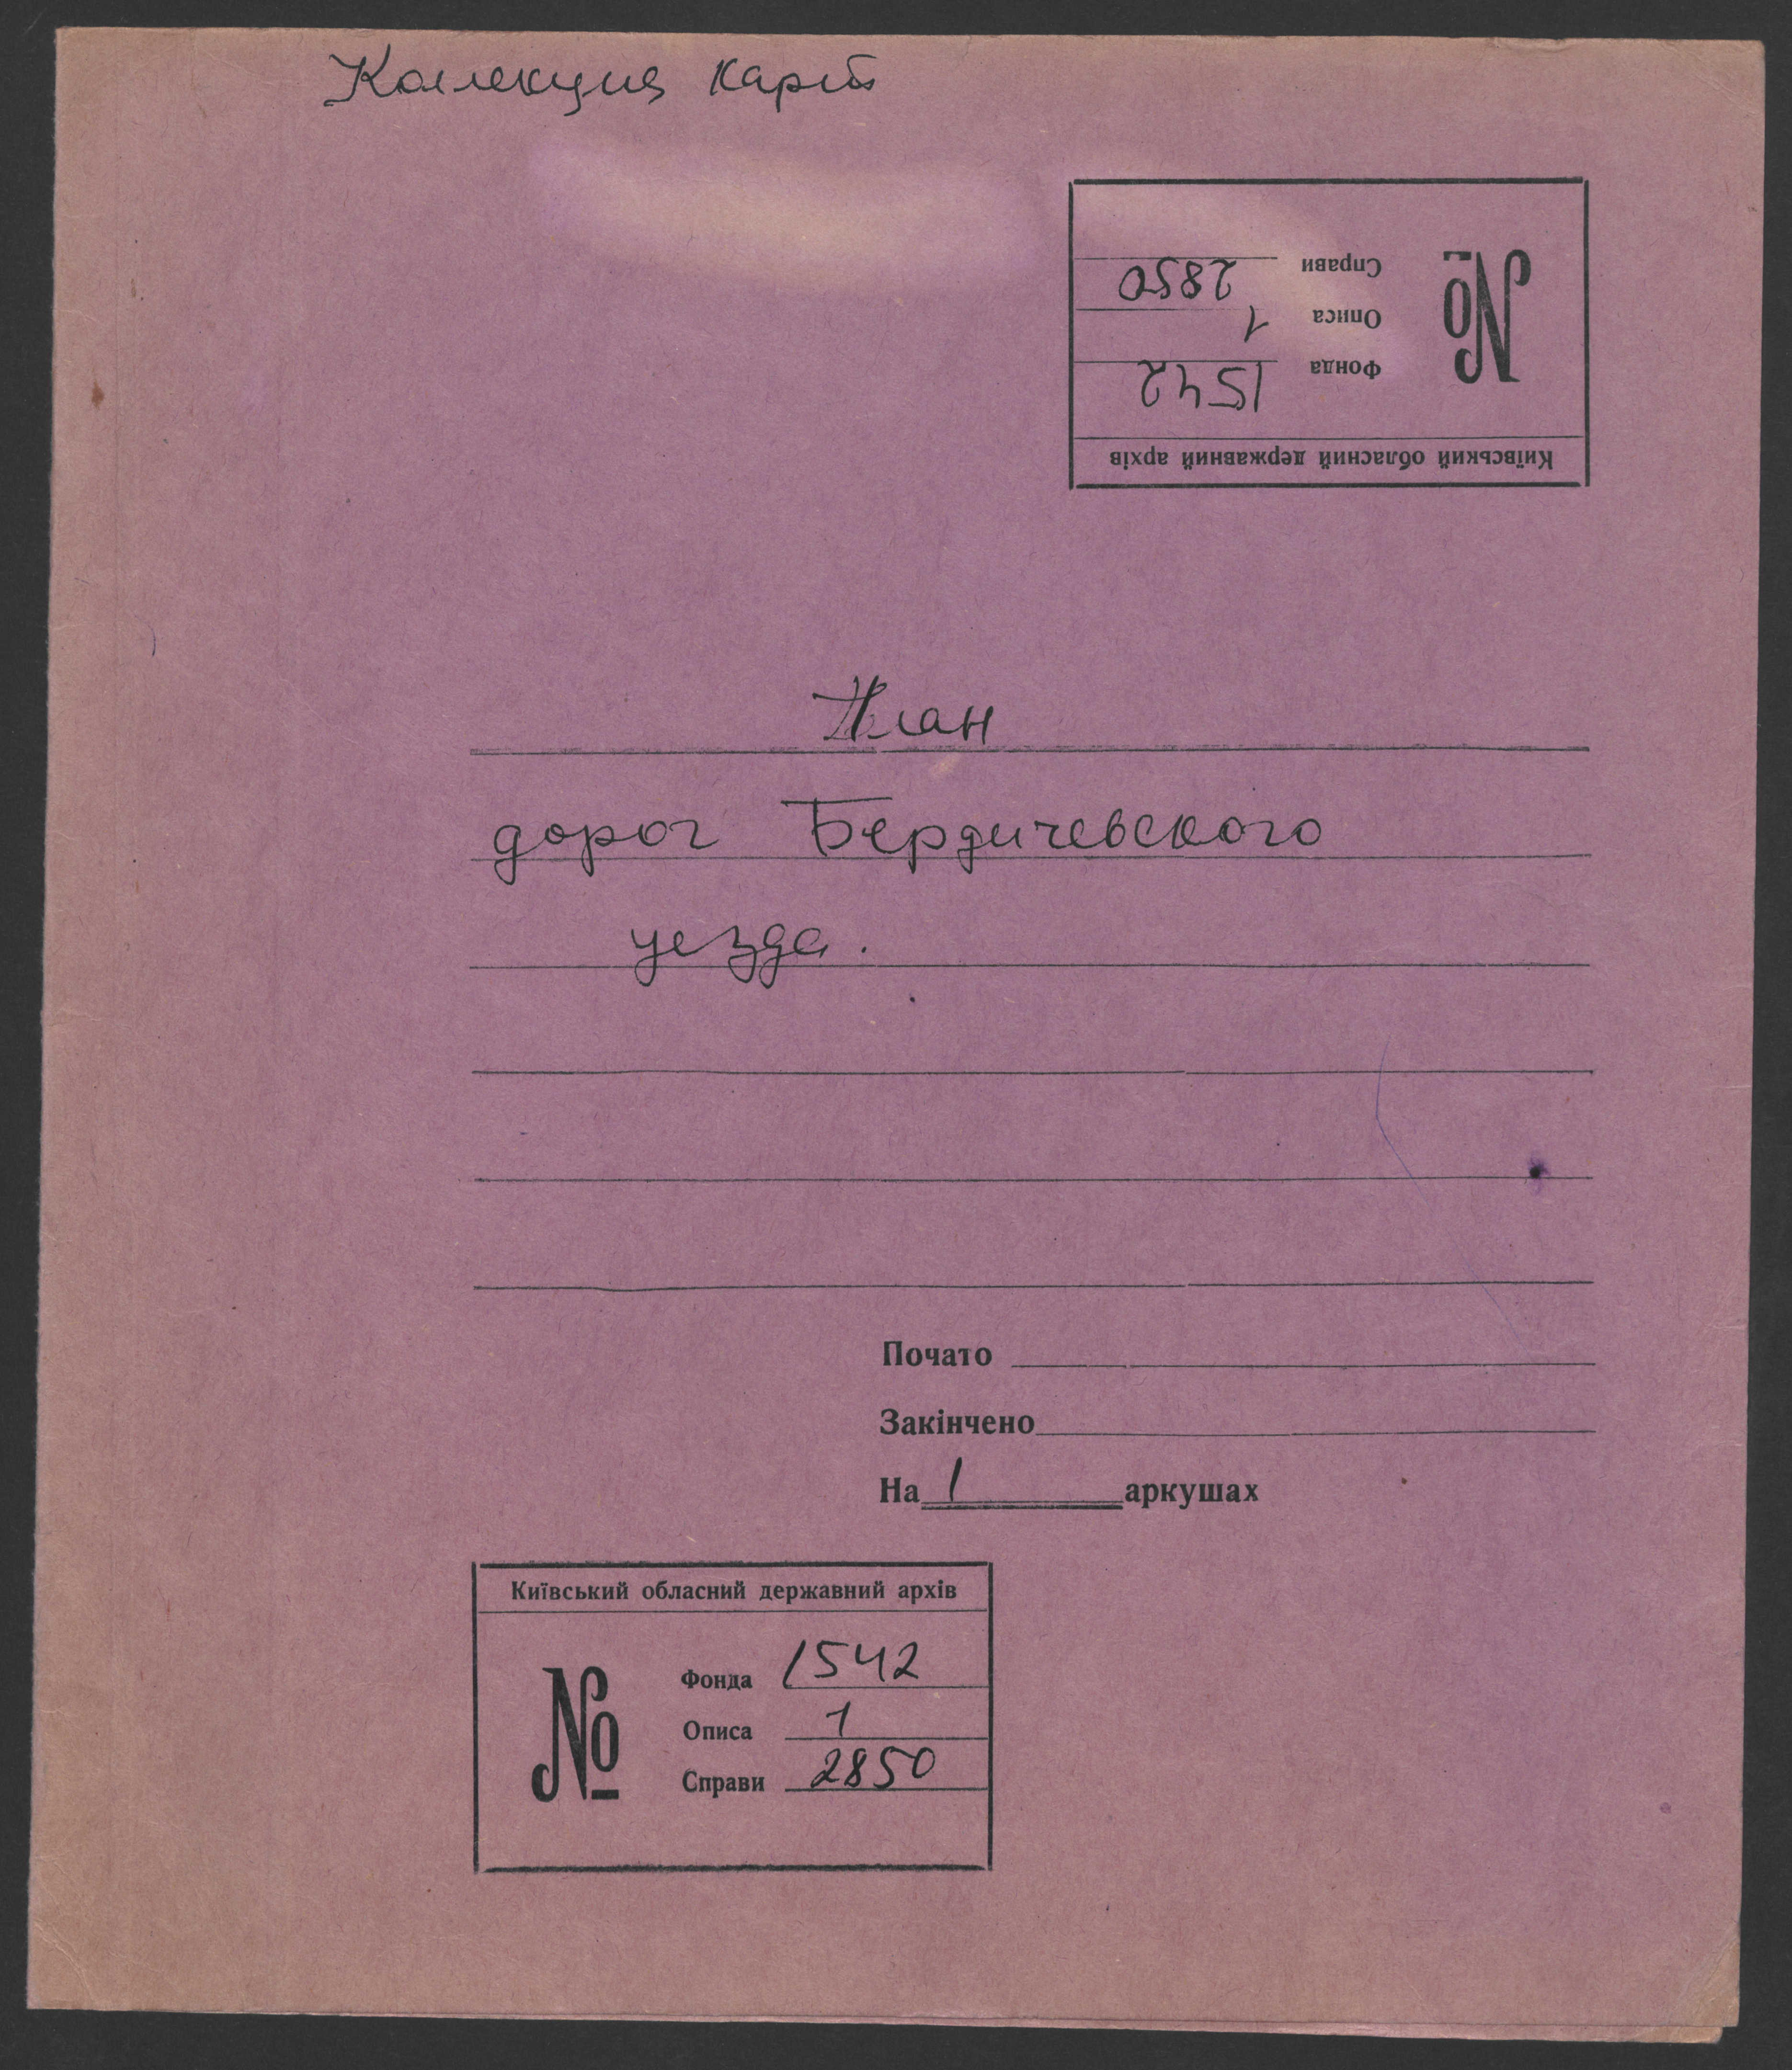 Коллекция карт
Київський обласний державний архів
№
Фонда 1542
Описа 1
Справи 2850
План
дорог Бердичевского
уезда.
Почато
Закінчено
На 1 аркушах
Київський обласний державний архів
№
Фонда 1542
Описа 1
Справи 2850